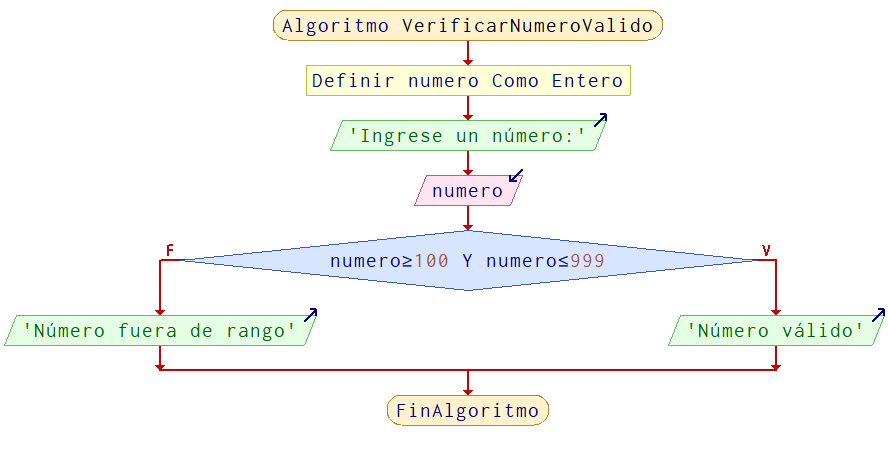 Algoritmo VerificarNumeroValido
Definir numero Como Entero
'Ingrese un número:'
numero
F
V
numero≥100 Y numero≤999
'Número fuera de rango'
'Número válido'
FinAlgoritmo